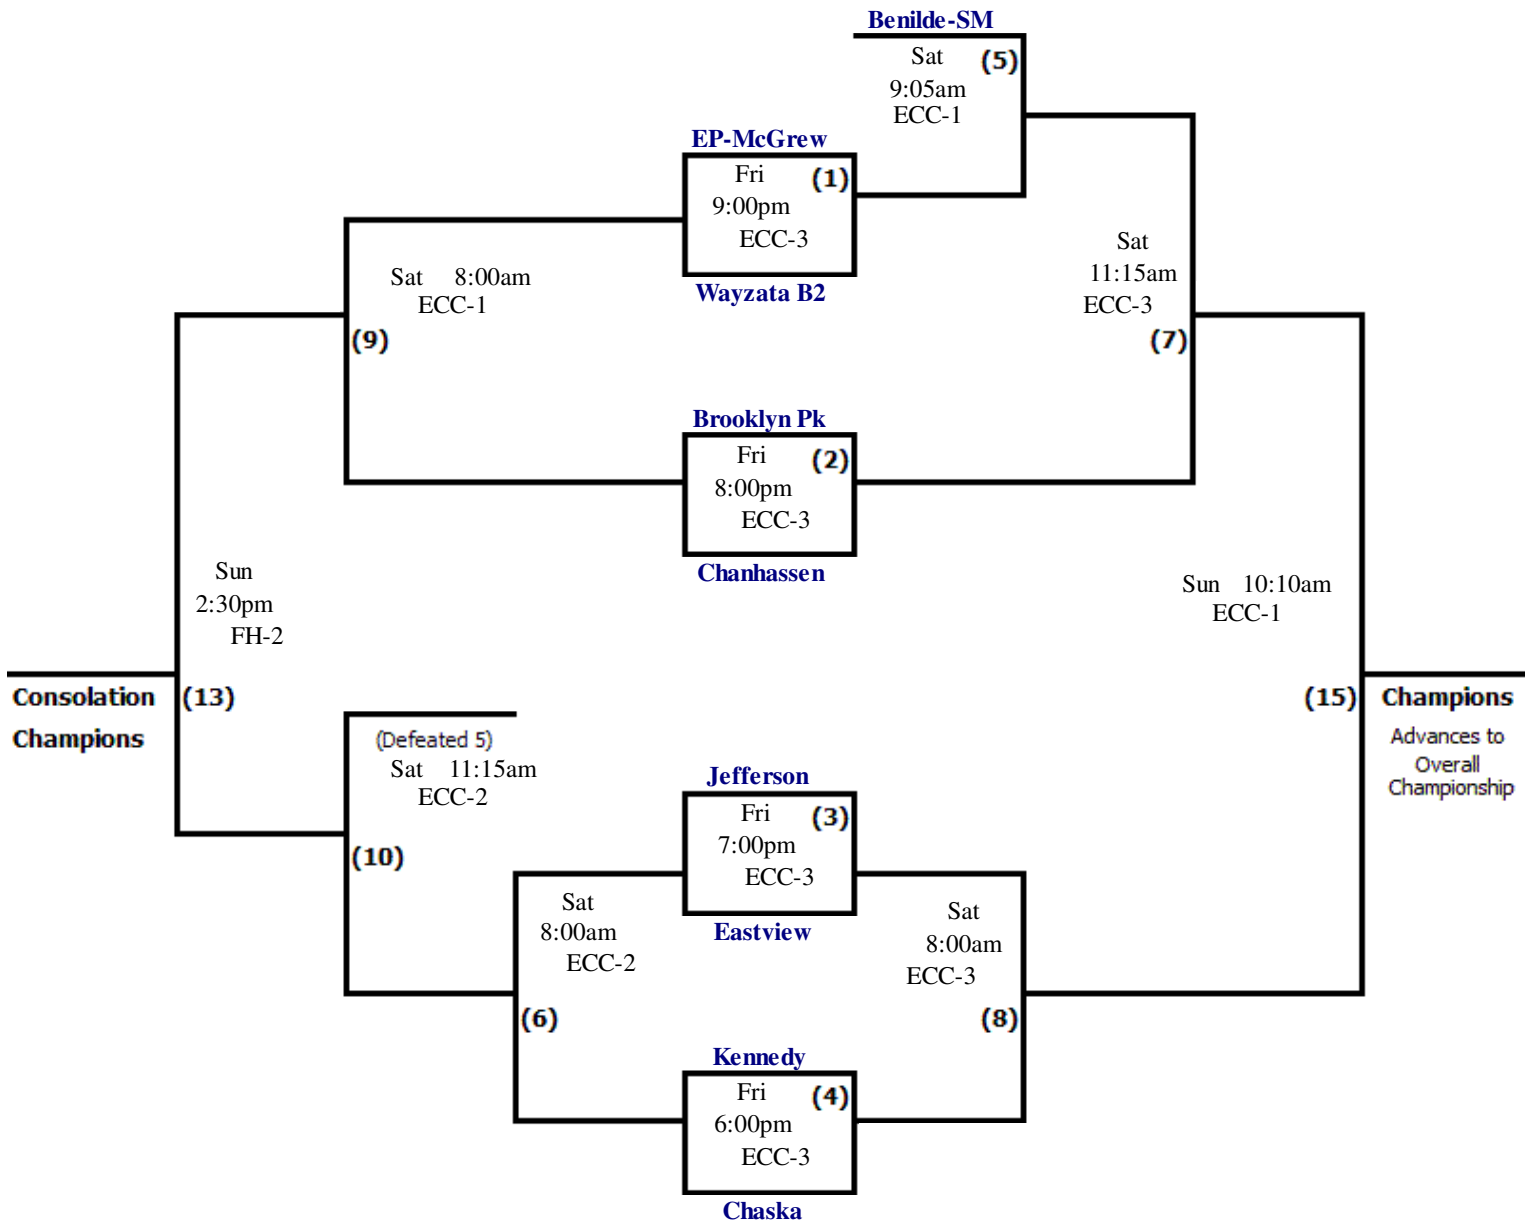 Benilde-SM
Sat (5)
9:05am
ECC-1
EP-McGrew
Fri (1)
9:00pm
ECC-3
Wayzata B2
Sat 8:00am
ECC-1
(9)
Sat
11:15am
ECC-3
(7)
Brooklyn Pk
Fri (2)
8:00pm
ECC-3
Chanhassen
Sun
2:30pm
FH-2
Sun 10:10am
ECC-1
Consolation
Champions
(13)
(15)
Champions
Advances to
Overall
Championship
(Defeated 5)
Sat 11:15am
ECC-2
(10)
Jefferson
Fri (3)
7:00pm
ECC-3
Eastview
Sat
8:00am
ECC-2
(6)
Sat
8:00am
ECC-3
(8)
Kennedy
Fri (4)
6:00pm
ECC-3
Chaska